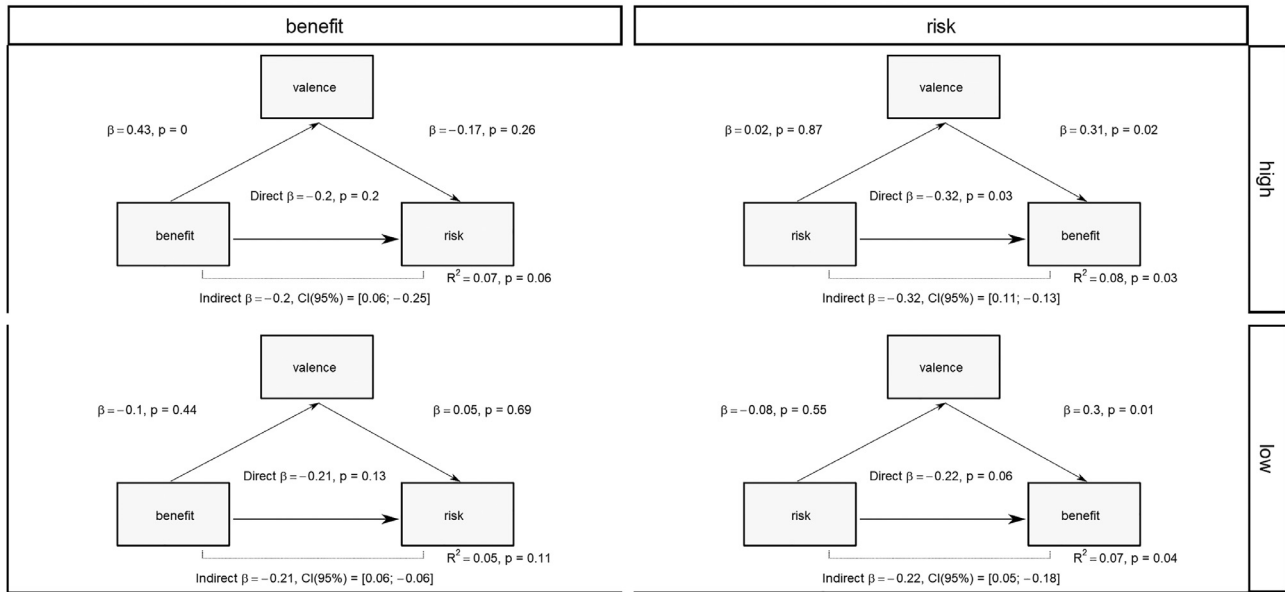 benefit
risk
valence
β = 0.43, p = 0
β = −0.17, p = 0.26
Direct β = −0.2, p = 0.2
benefit
risk
R² = 0.07, p = 0.06
Indirect β = −0.2, CI(95%) = [0.06; −0.25]
valence
β = 0.02, p = 0.87
β = 0.31, p = 0.02
Direct β = −0.32, p = 0.03
risk
benefit
R² = 0.08, p = 0.03
Indirect β = −0.32, CI(95%) = [0.11; −0.13]
high
valence
β = −0.1, p = 0.44
β = 0.05, p = 0.69
Direct β = −0.21, p = 0.13
benefit
risk
R² = 0.05, p = 0.11
Indirect β = −0.21, CI(95%) = [0.06; −0.06]
valence
β = −0.08, p = 0.55
β = 0.3, p = 0.01
Direct β = −0.22, p = 0.06
risk
benefit
R² = 0.07, p = 0.04
Indirect β = −0.22, CI(95%) = [0.05; −0.18]
low